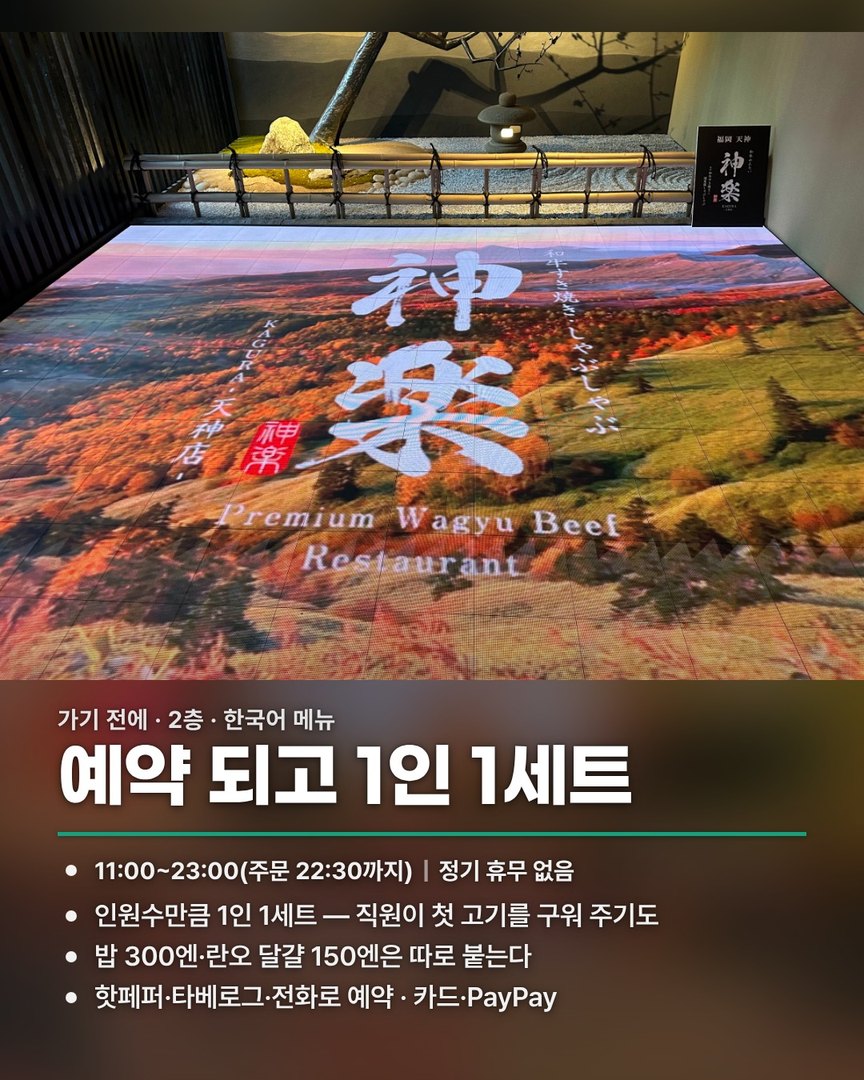 福岡 天神
神楽
神楽
和牛すき焼き しゃぶしゃぶ
KAGURA・天神店・
神楽
Premium Wagyu Beef
Restaurant
가기 전에 · 2층 · 한국어 메뉴
예약 되고 1인 1세트
11:00~23:00(주문 22:30까지) | 정기 휴무 없음
인원수만큼 1인 1세트 — 직원이 첫 고기를 구워 주기도
밥 300엔·란오 달걀 150엔은 따로 붙는다
핫페퍼·타베로그·전화로 예약 · 카드·PayPay